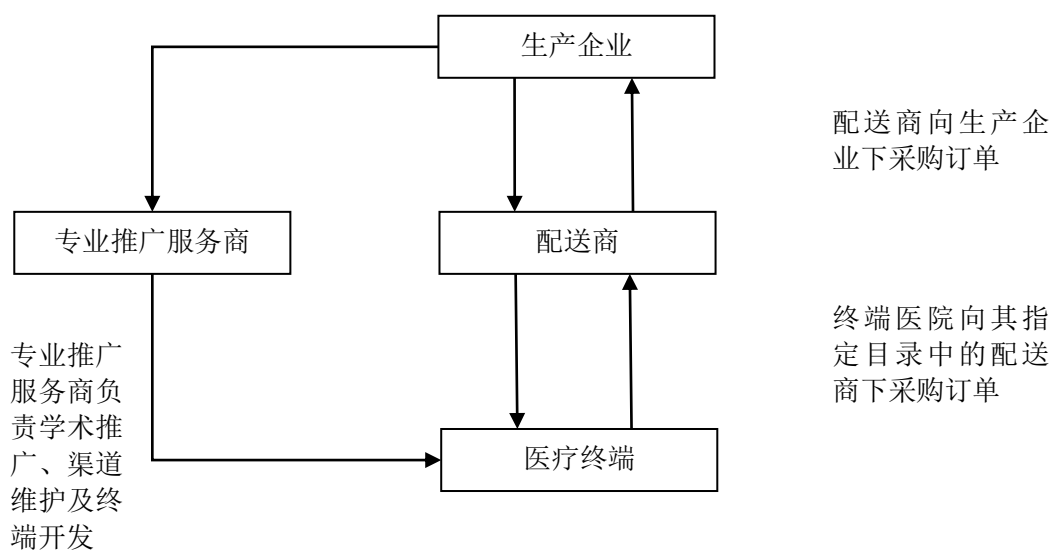 生产企业
配送商向生产企
业下采购订单
专业推广服务商
配送商
终端医院向其指
定目录中的配送
商下采购订单
专业推广
服务商负
责学术推
广、渠道
维护及终
端开发
医疗终端